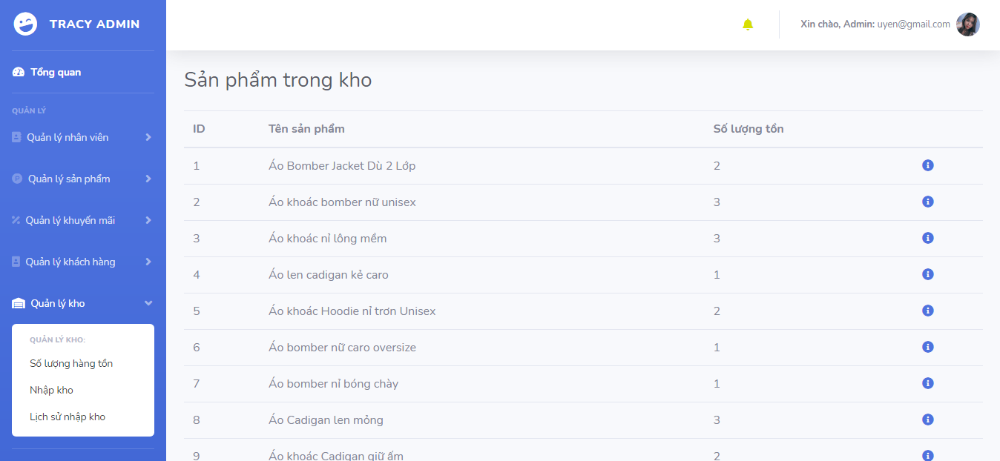 TRACY ADMIN
Xin chào, Admin: uyen@gmail.com
Tổng quan
QUẢN LÝ
Quản lý nhân viên
P Quản lý sản phẩm
Quản lý khuyến mãi
Quản lý khách hàng
Quản lý kho
QUẢN LÝ KHO:
Số lượng hàng tồn
Nhập kho
Lịch sử nhập kho
Sản phẩm trong kho
ID Tên sản phẩm Số lượng tồn
1 Áo Bomber Jacket Dù 2 Lớp 2
2 Áo khoác bomber nữ unisex 3
3 Áo khoác nỉ lông mềm 3
4 Áo len cadigan kẻ caro 1
5 Áo khoác Hoodie nỉ trơn Unisex 2
6 Áo bomber nữ caro oversize 1
7 Áo bomber nỉ bóng chày 1
8 Áo Cadigan len mỏng 3
9 Áo khoác Cadigan giữ ấm 2